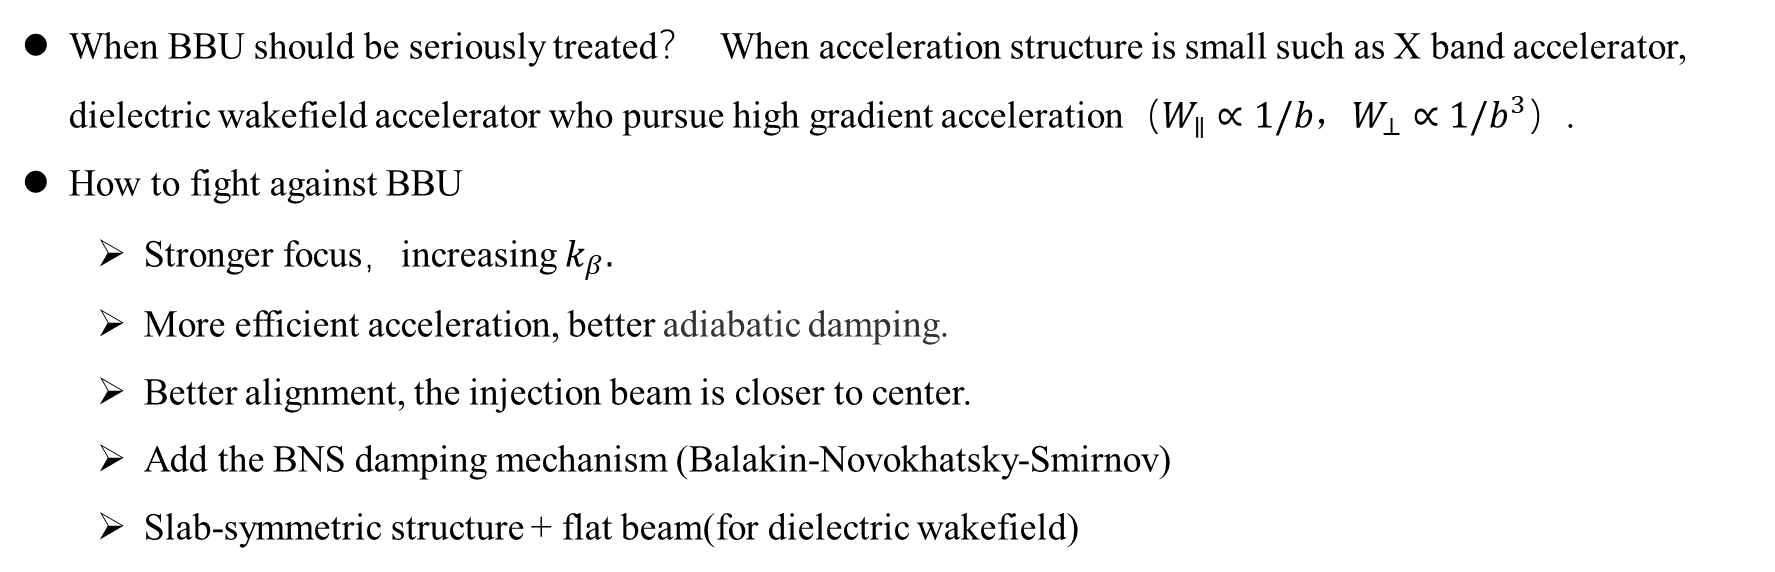 ● When BBU should be seriously treated？ When acceleration structure is small such as X band accelerator,
dielectric wakefield accelerator who pursue high gradient acceleration（𝑊∥ ∝ 1/𝑏，𝑊⊥ ∝ 1/𝑏³）.
● How to fight against BBU
➢ Stronger focus，increasing 𝑘𝛽.
➢ More efficient acceleration, better adiabatic damping.
➢ Better alignment, the injection beam is closer to center.
➢ Add the BNS damping mechanism (Balakin-Novokhatsky-Smirnov)
➢ Slab-symmetric structure + flat beam(for dielectric wakefield)